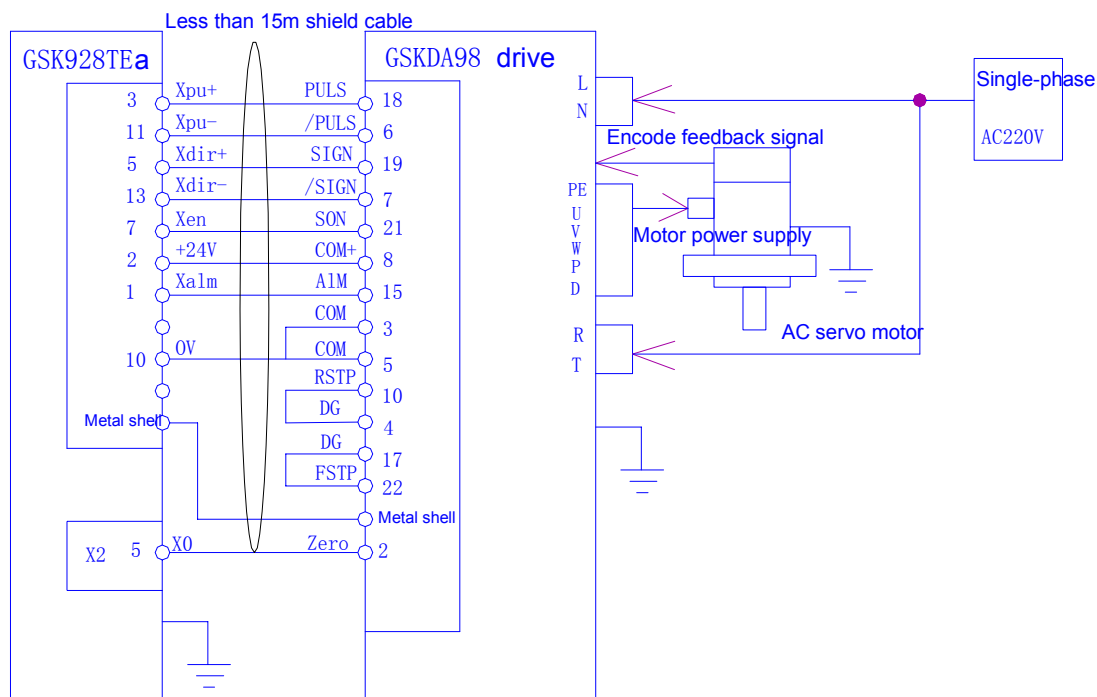 Less than 15m shield cable
GSK928TEa
GSKDA98 drive
L
N
Single-phase
AC220V
3 Xpu+ PULS 18
11 Xpu- /PULS 6
Encode feedback signal
5 Xdir+ SIGN 19
13 Xdir- /SIGN 7
PE
U
V
W
P
D
7 Xen SON 21
Motor power supply
2 +24V COM+ 8
1 Xalm AlM 15
COM 3
AC servo motor
R
T
10 0V COM 5
RSTP 10
DG 4
Metal shell
DG 17
FSTP 22
Metal shell
X2 5 X0 Zero 2